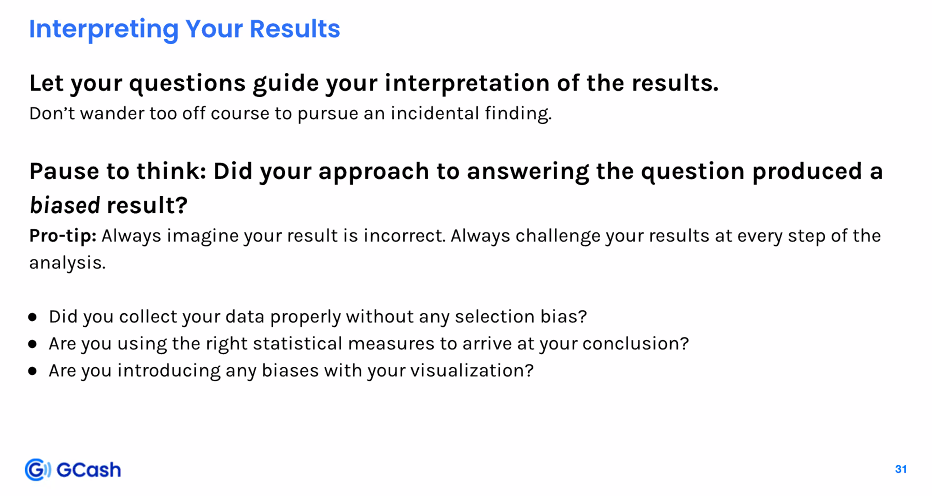 Interpreting Your Results
Let your questions guide your interpretation of the results.
Don't wander too off course to pursue an incidental finding.
Pause to think: Did your approach to answering the question produced a
biased result?
Pro-tip: Always imagine your result is incorrect. Always challenge your results at every step of the
analysis.
● Did you collect your data properly without any selection bias?
● Are you using the right statistical measures to arrive at your conclusion?
● Are you introducing any biases with your visualization?
GCash
31